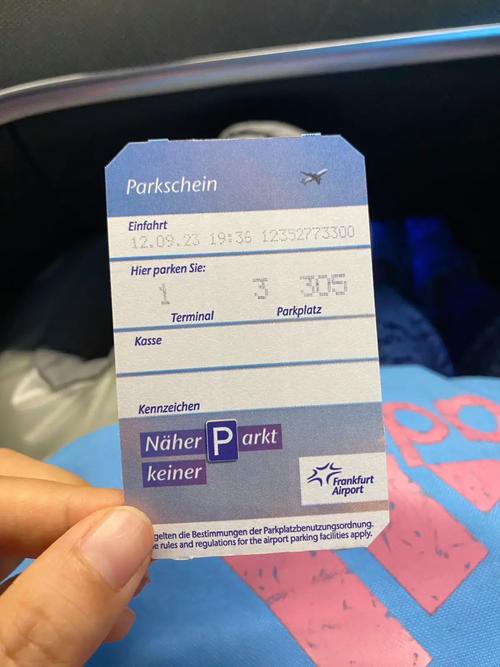 Parkschein
Einfahrt
12.09.23 19:36 12352773300
Hier parken Sie:
1 3 305
Terminal Parkplatz
Kasse
Kennzeichen
Näher P arkt
keiner
Frankfurt
Airport
gelten die Bestimmungen der Parkplatzbenutzungsordnung.
rules and regulations for the airport parking facilities apply.